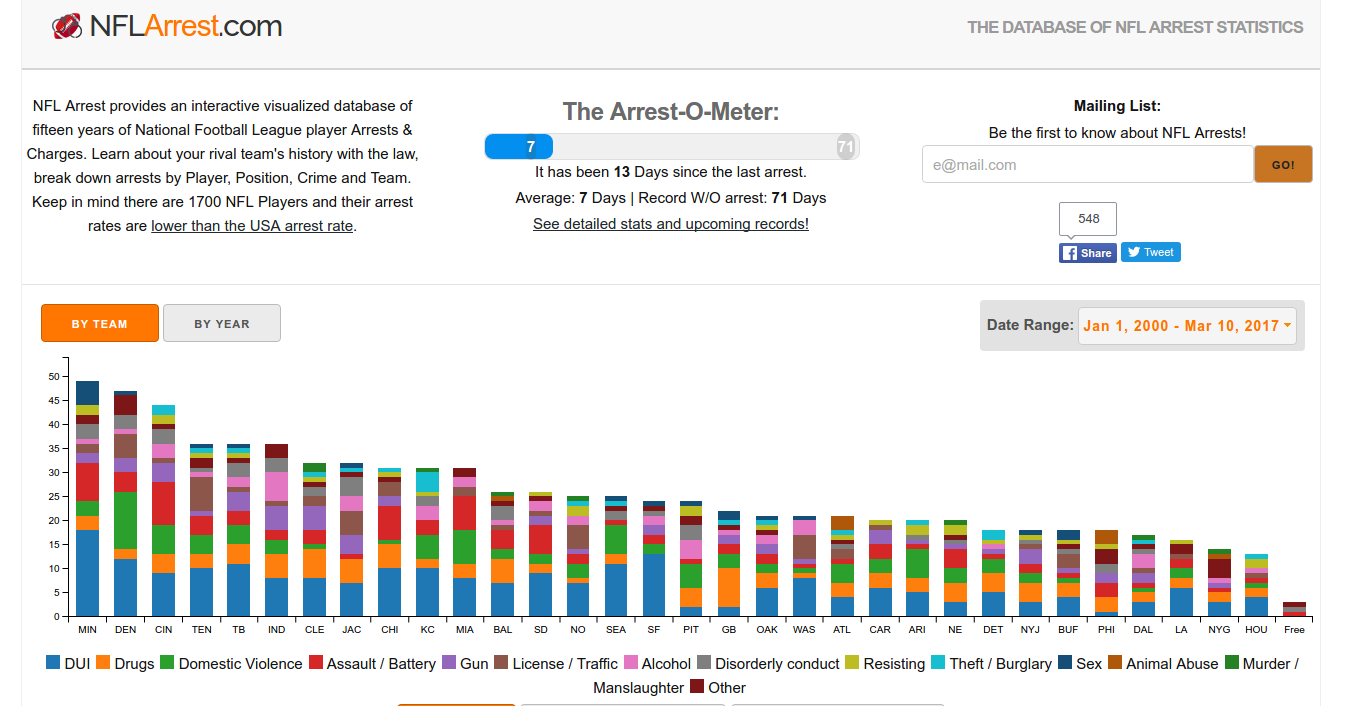 NFLArrest.com
THE DATABASE OF NFL ARREST STATISTICS
NFL Arrest provides an interactive visualized database of
fifteen years of National Football League player Arrests &
Charges. Learn about your rival team's history with the law,
break down arrests by Player, Position, Crime and Team.
Keep in mind there are 1700 NFL Players and their arrest
rates are lower than the USA arrest rate.
The Arrest-O-Meter:
7 71
It has been 13 Days since the last arrest.
Average: 7 Days | Record W/O arrest: 71 Days
See detailed stats and upcoming records!
Mailing List:
Be the first to know about NFL Arrests!
e@mail.com GO!
548
Share Tweet
BY TEAM BY YEAR
Date Range: Jan 1, 2000 - Mar 10, 2017
50
45
40
35
30
25
20
15
10
5
0
MIN DEN CIN TEN TB IND CLE JAC CHI KC MIA BAL SD NO SEA SF PIT GB OAK WAS ATL CAR ARI NE DET NYJ BUF PHI DAL LA NYG HOU Free
DUI Drugs Domestic Violence Assault / Battery Gun License / Traffic Alcohol Disorderly conduct Resisting Theft / Burglary Sex Animal Abuse Murder /
Manslaughter Other